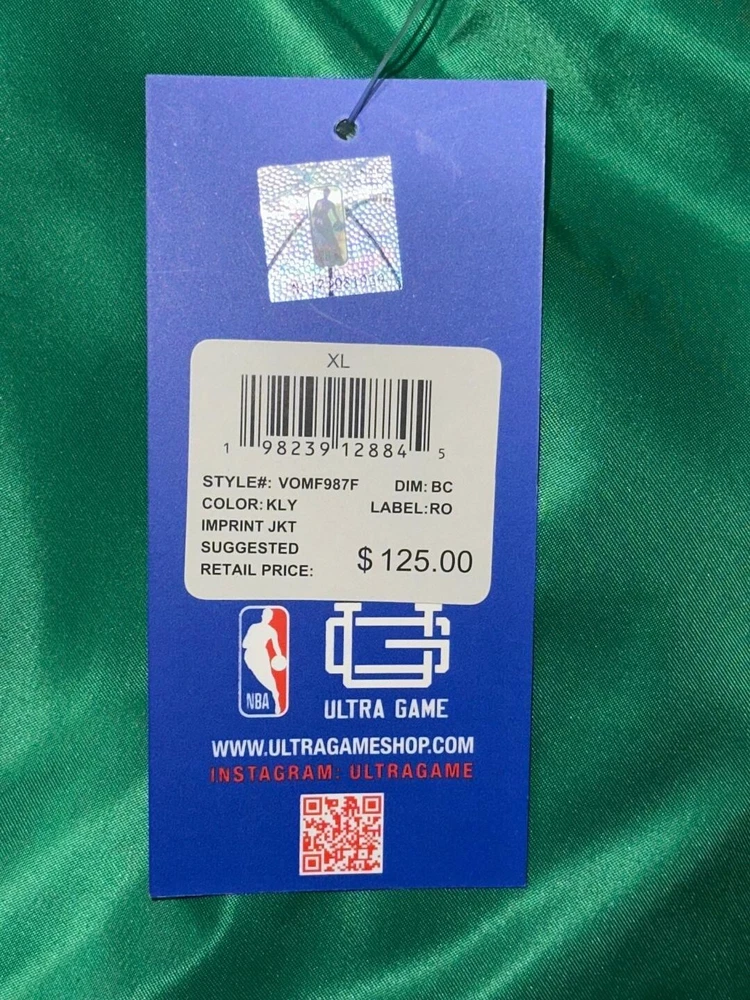 XL
1 98239 12884 5
STYLE#: VOMF987F DIM: BC
COLOR: KLY LABEL:RO
IMPRINT JKT
SUGGESTED
RETAIL PRICE: $125.00
NBA
ULTRA GAME
WWW.ULTRAGAMESHOP.COM
INSTAGRAM: ULTRAGAME